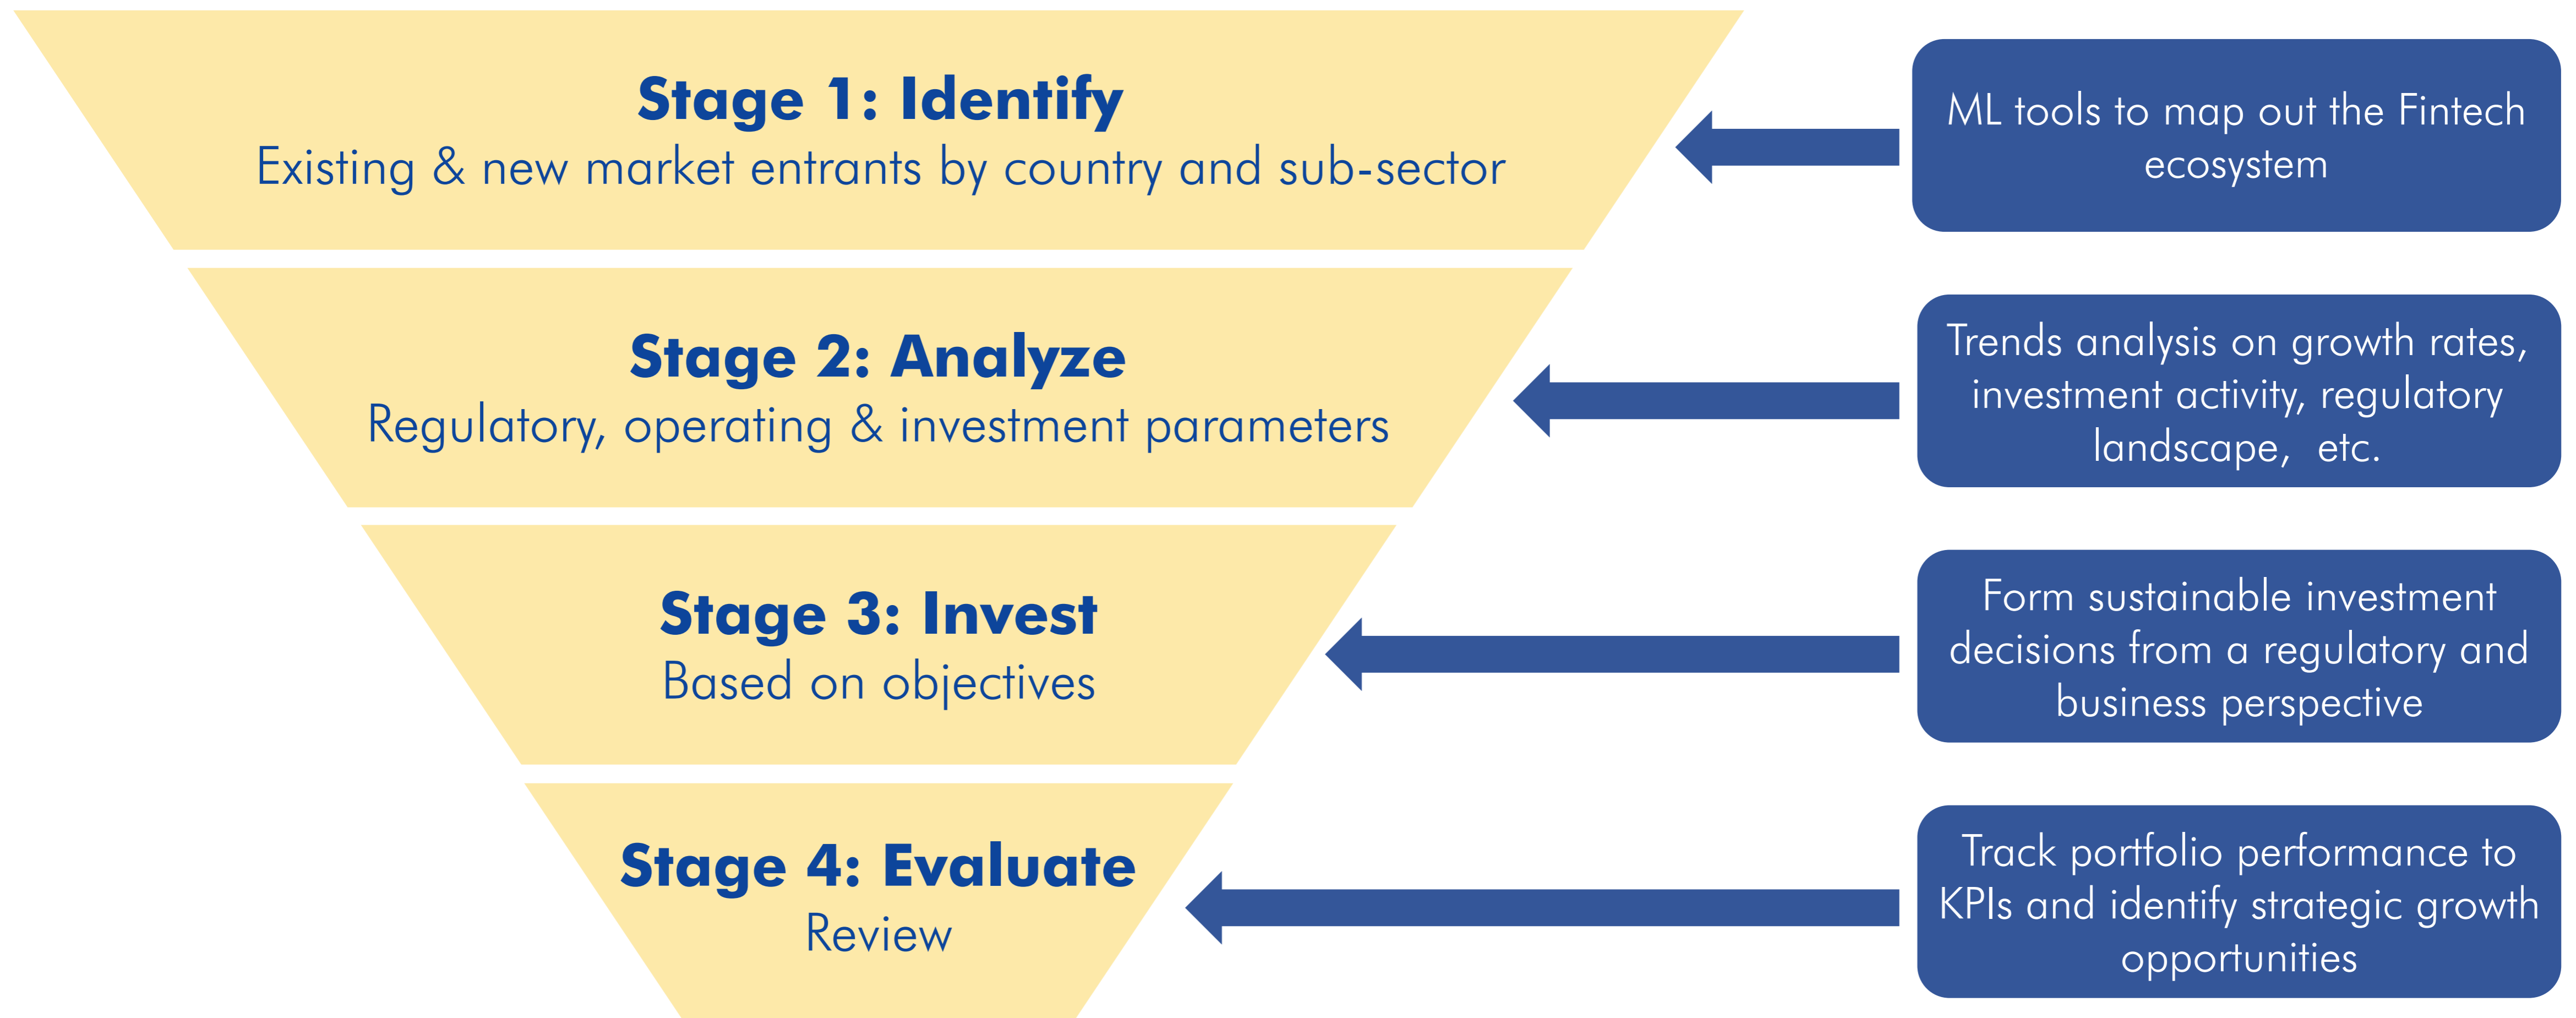 Stage 1: Identify
Existing & new market entrants by country and sub-sector
ML tools to map out the Fintech
ecosystem
Stage 2: Analyze
Regulatory, operating & investment parameters
Trends analysis on growth rates,
investment activity, regulatory
landscape,  etc.
Stage 3: Invest
Based on objectives
Form sustainable investment
decisions from a regulatory and
business perspective
Stage 4: Evaluate
Review
Track portfolio performance to
KPIs and identify strategic growth
opportunities